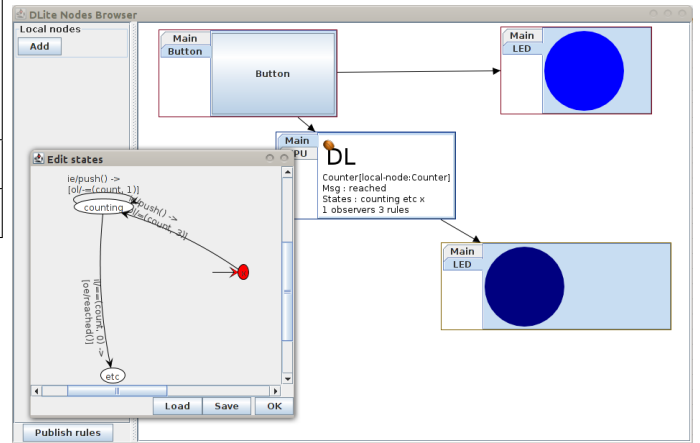 DLite Nodes Browser
Local nodes
Add
Main
Button
Button
Main
LED
Main
PU
DL
Counter[local-node:Counter]
Msg : reached
States : counting etc x
1 observers 3 rules
Main
LED
Edit states
ie/push() ->
[ol/-=(count, 1)]
counting
ie/push() ->
[ol/=(count, 3)]
il/==(count, 0) ->
[oe/reached()]
etc
Load
Save
OK
Publish rules